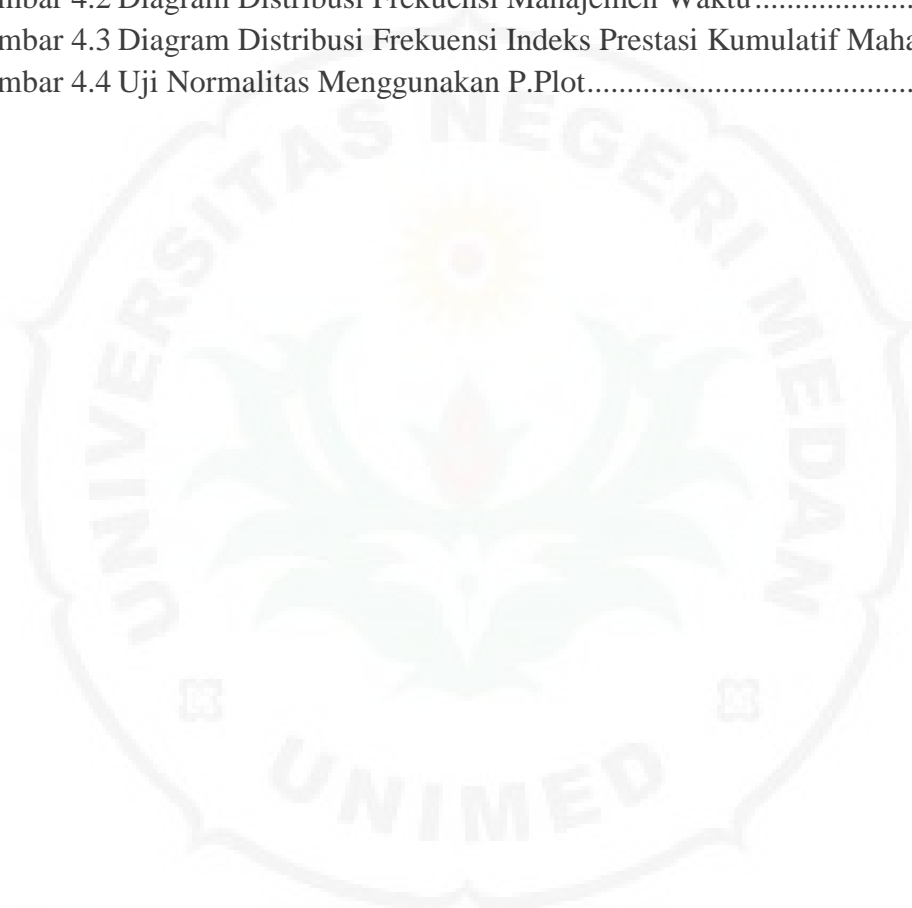 mbar 4.2 Diagram Distribusi Frekuensi Manajemen Waktu....................
mbar 4.3 Diagram Distribusi Frekuensi Indeks Prestasi Kumulatif Maha
mbar 4.4 Uji Normalitas Menggunakan P.Plot.........................................
UNIVERSITAS NEGERI MEDAN
UNIMED